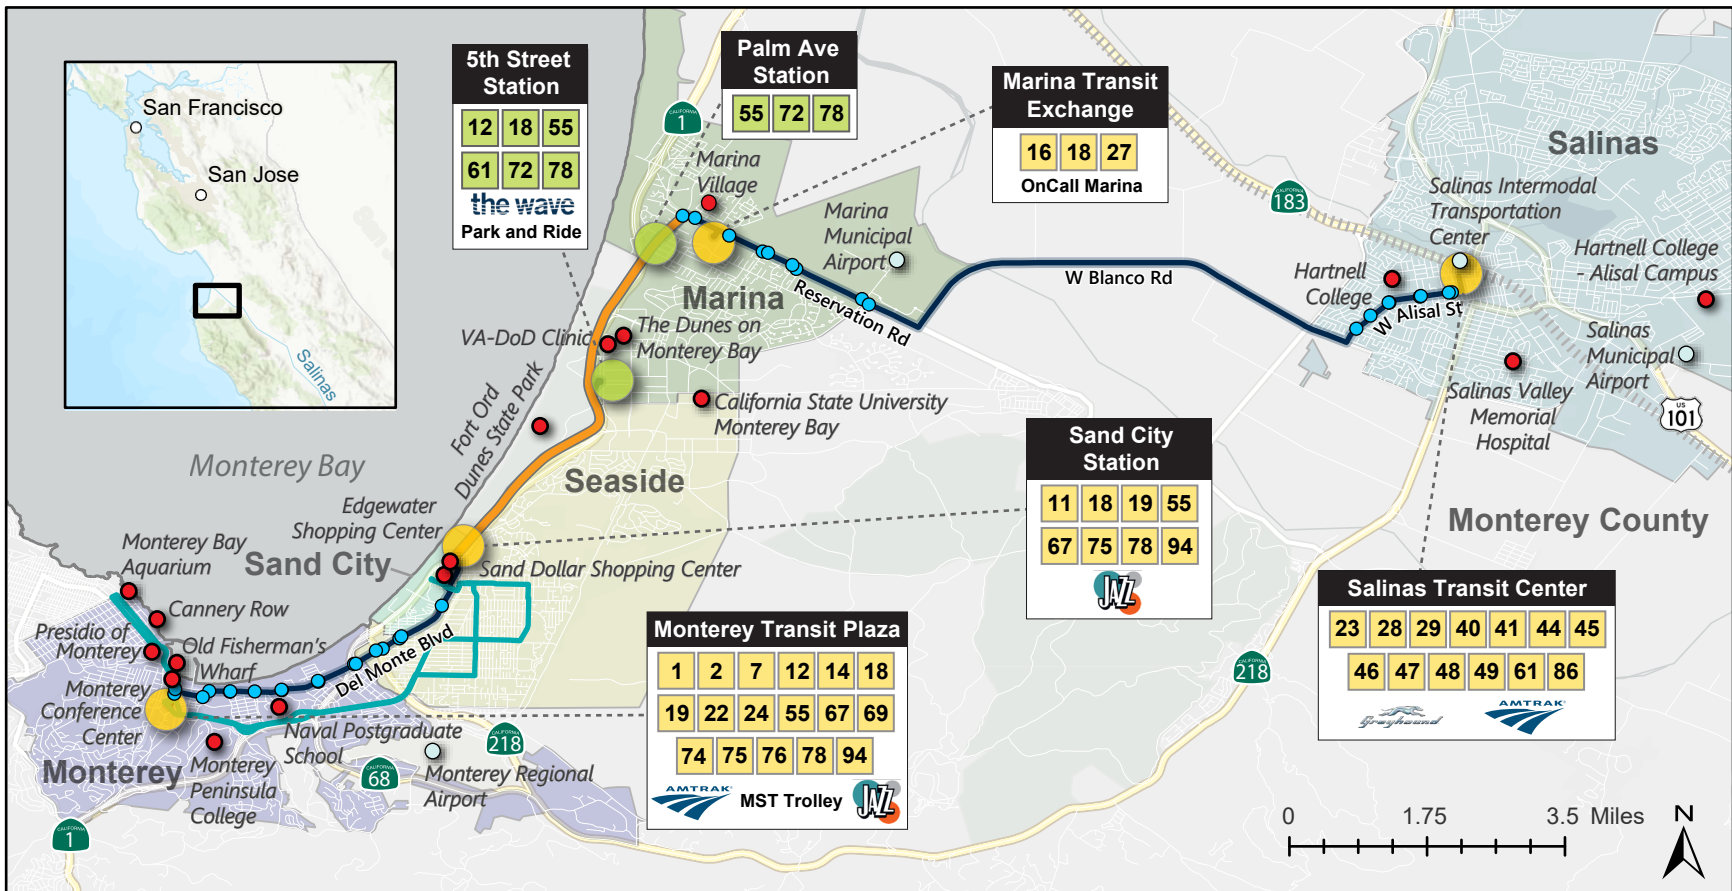 San Francisco
San Jose
Salinas
5th Street
Station
12 18 55
61 72 78
the wave
Park and Ride
Palm Ave
Station
55 72 78
CALIFORNIA
1
Marina Transit
Exchange
16 18 27
OnCall Marina
Marina
Village
Marina
Municipal
Airport
Marina
Reservation Rd
W Blanco Rd
CALIFORNIA
183
Salinas
Salinas Intermodal
Transportation
Center
Hartnell College
- Alisal Campus
Hartnell
College
W Alisal St
Salinas
Municipal
Airport
Salinas Valley
Memorial
Hospital
US
101
VA-DoD Clinic
The Dunes on
Monterey Bay
Fort Ord
Dunes State Park
California State University
Monterey Bay
Monterey Bay
Seaside
Edgewater
Shopping Center
Sand City
Sand Dollar Shopping Center
Sand City
Station
11 18 19 55
67 75 78 94
JAZZ
Monterey County
Salinas Transit Center
23 28 29 40 41 44 45
46 47 48 49 61 86
Greyhound
AMTRAK
Monterey Bay
Aquarium
Cannery Row
Presidio of
Monterey
Old Fisherman's
Wharf
Del Monte Blvd
Monterey
Conference
Center
Monterey Transit Plaza
1 2 7 12 14 18
19 22 24 55 67 69
74 75 76 78 94
AMTRAK
MST Trolley
JAZZ
Naval Postgraduate
School
Monterey
Monterey
Peninsula
College
CALIFORNIA
68
CALIFORNIA
218
Monterey Regional
Airport
CALIFORNIA
218
CALIFORNIA
1
0 1.75 3.5 Miles
N